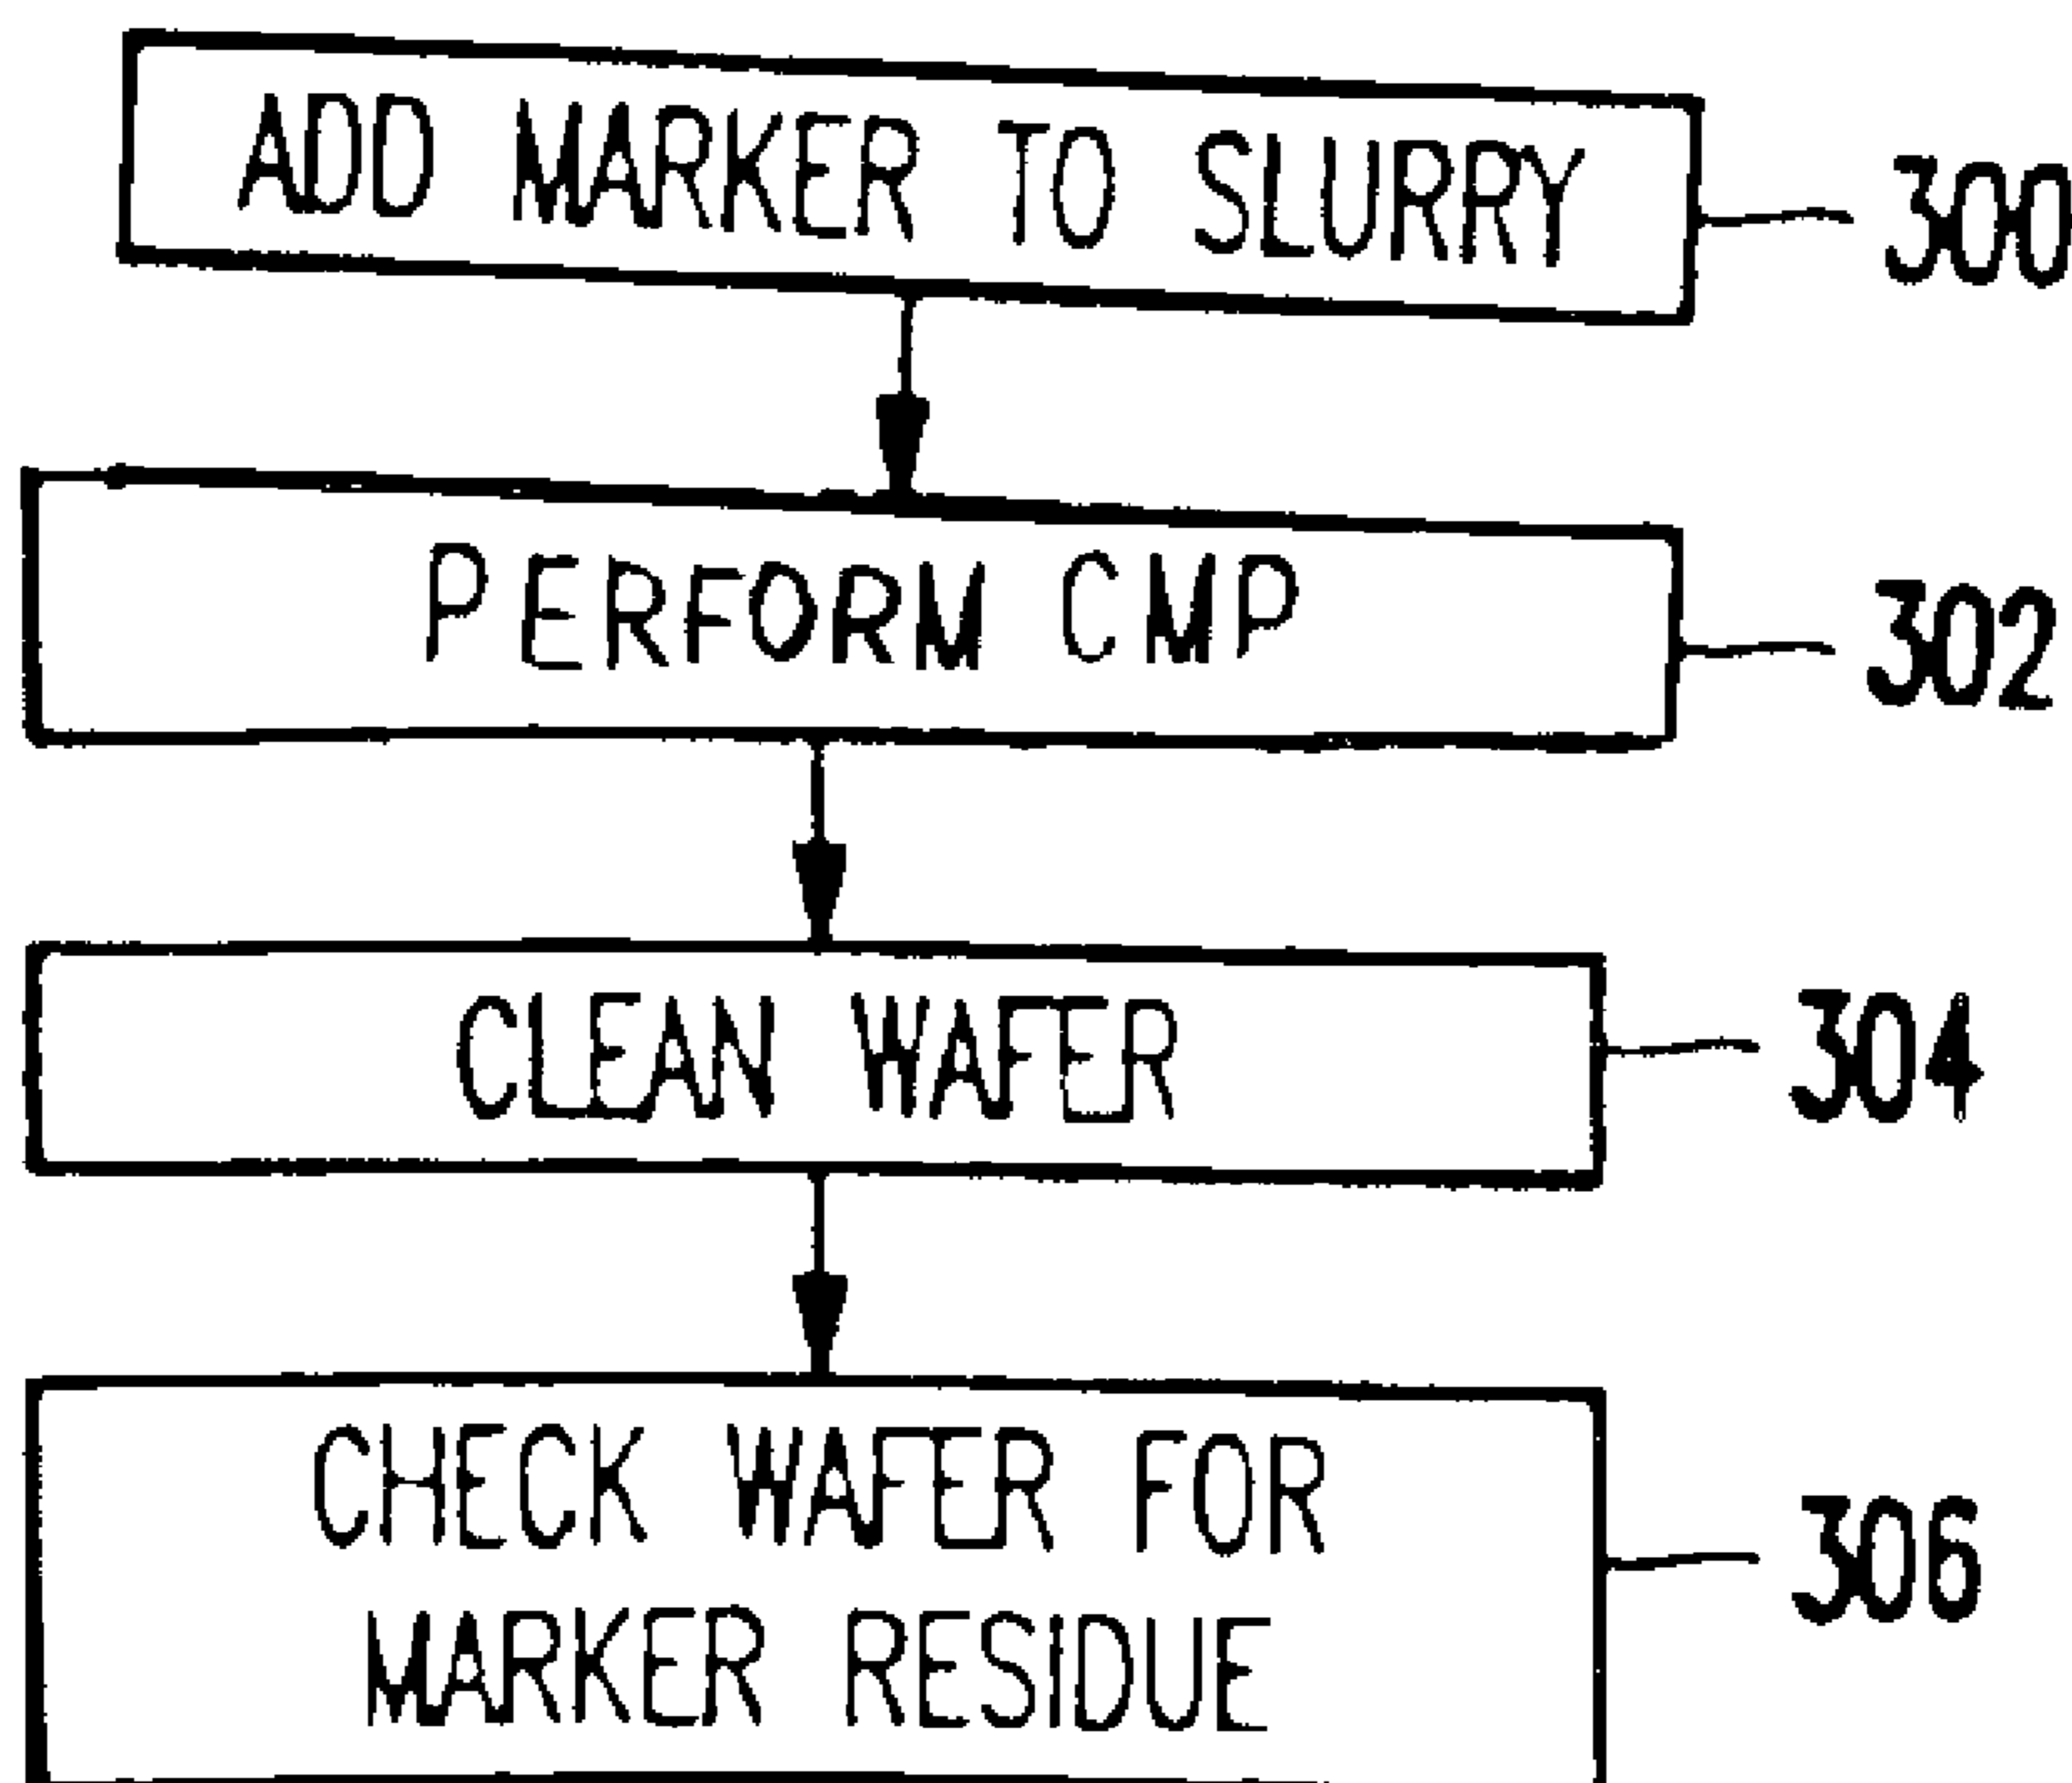 ADD MARKER TO SLURRY 300
PERFORM CMP 302
CLEAN WAFER 304
CHECK WAFER FOR 306
MARKER RESIDUE